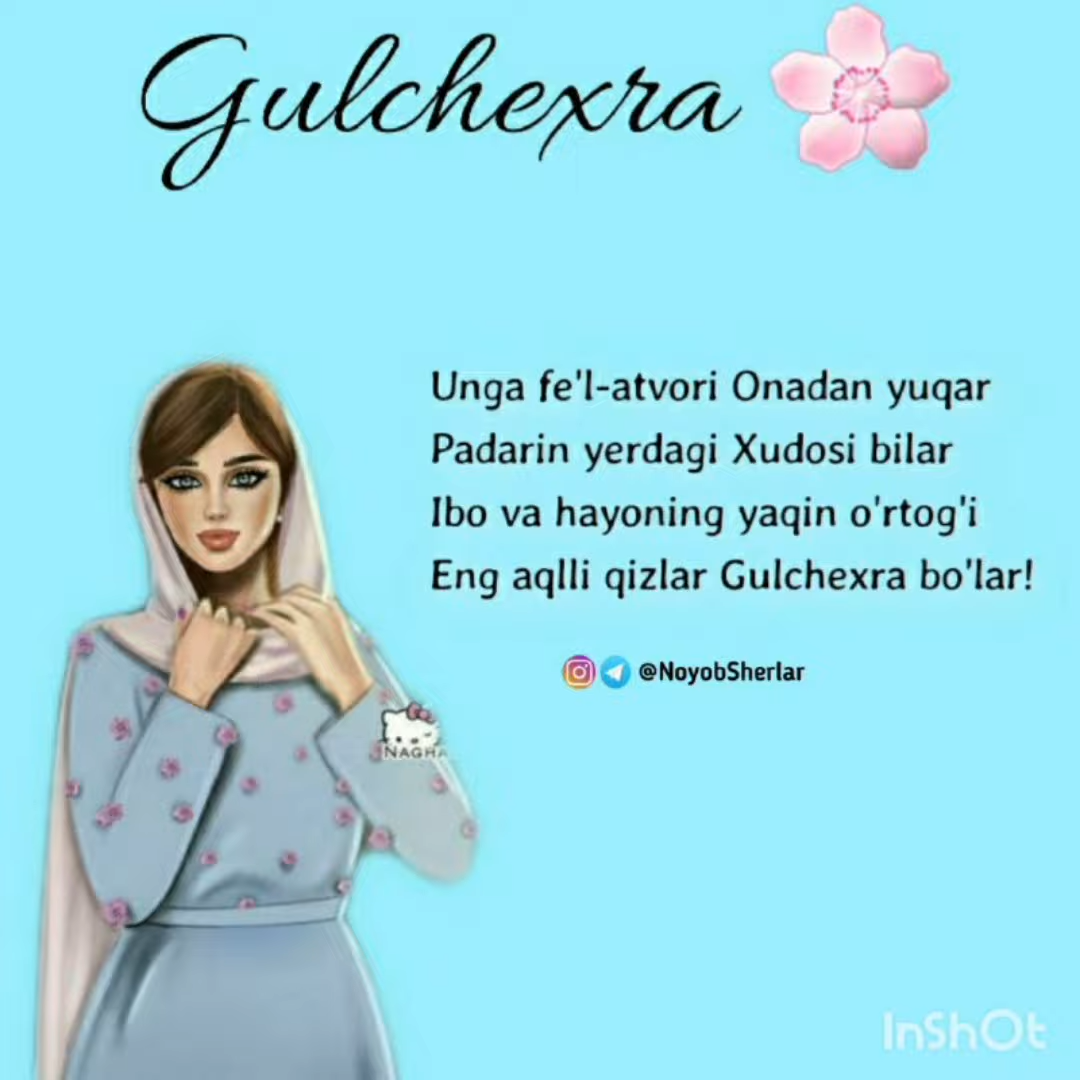 Gulchexra
Unga fe'l-atvori Onadan yuqar
Padarin yerdagi Xudosi bilar
Ibo va hayoning yaqin o'rtog'i
Eng aqlli qizlar Gulchexra bo'lar!
@NoyobSherlar
NAGHA
InShOt